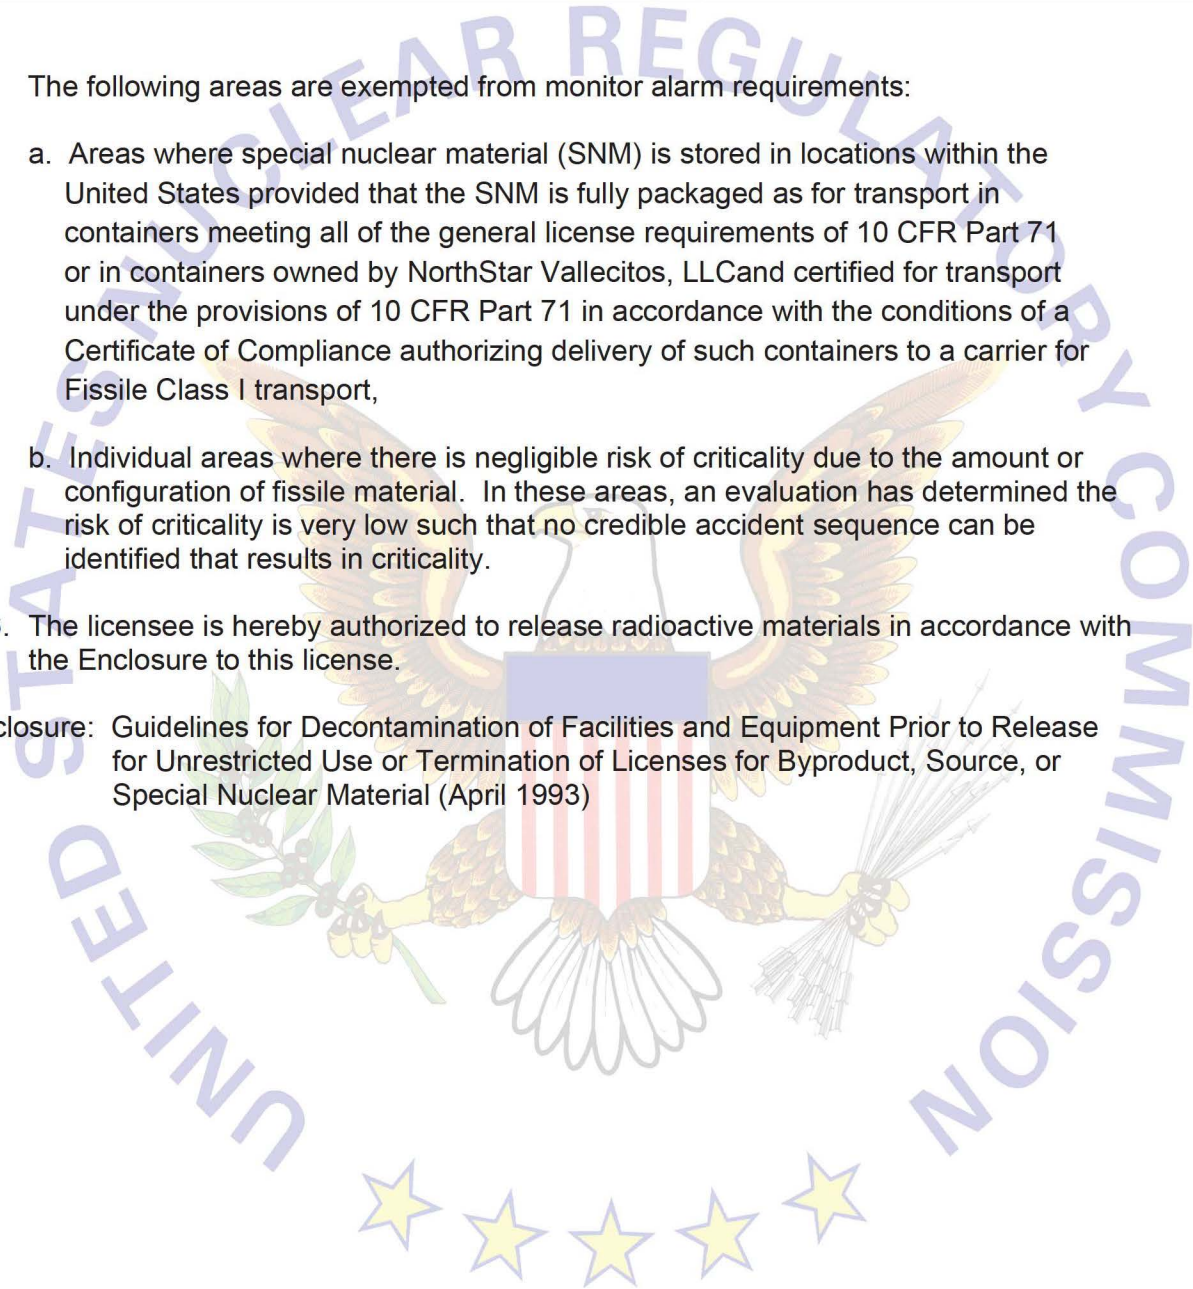 The following areas are exempted from monitor alarm requirements:
a. Areas where special nuclear material (SNM) is stored in locations within the
United States provided that the SNM is fully packaged as for transport in
containers meeting all of the general license requirements of 10 CFR Part 71
or in containers owned by NorthStar Vallecitos, LLCand certified for transport
under the provisions of 10 CFR Part 71 in accordance with the conditions of a
Certificate of Compliance authorizing delivery of such containers to a carrier for
Fissile Class I transport,
b. Individual areas where there is negligible risk of criticality due to the amount or
configuration of fissile material. In these areas, an evaluation has determined the
risk of criticality is very low such that no credible accident sequence can be
identified that results in criticality.
. The licensee is hereby authorized to release radioactive materials in accordance with
the Enclosure to this license.
closure: Guidelines for Decontamination of Facilities and Equipment Prior to Release
for Unrestricted Use or Termination of Licenses for Byproduct, Source, or
Special Nuclear Material (April 1993)
UNITED STATES NUCLEAR REGULATORY COMMISSION